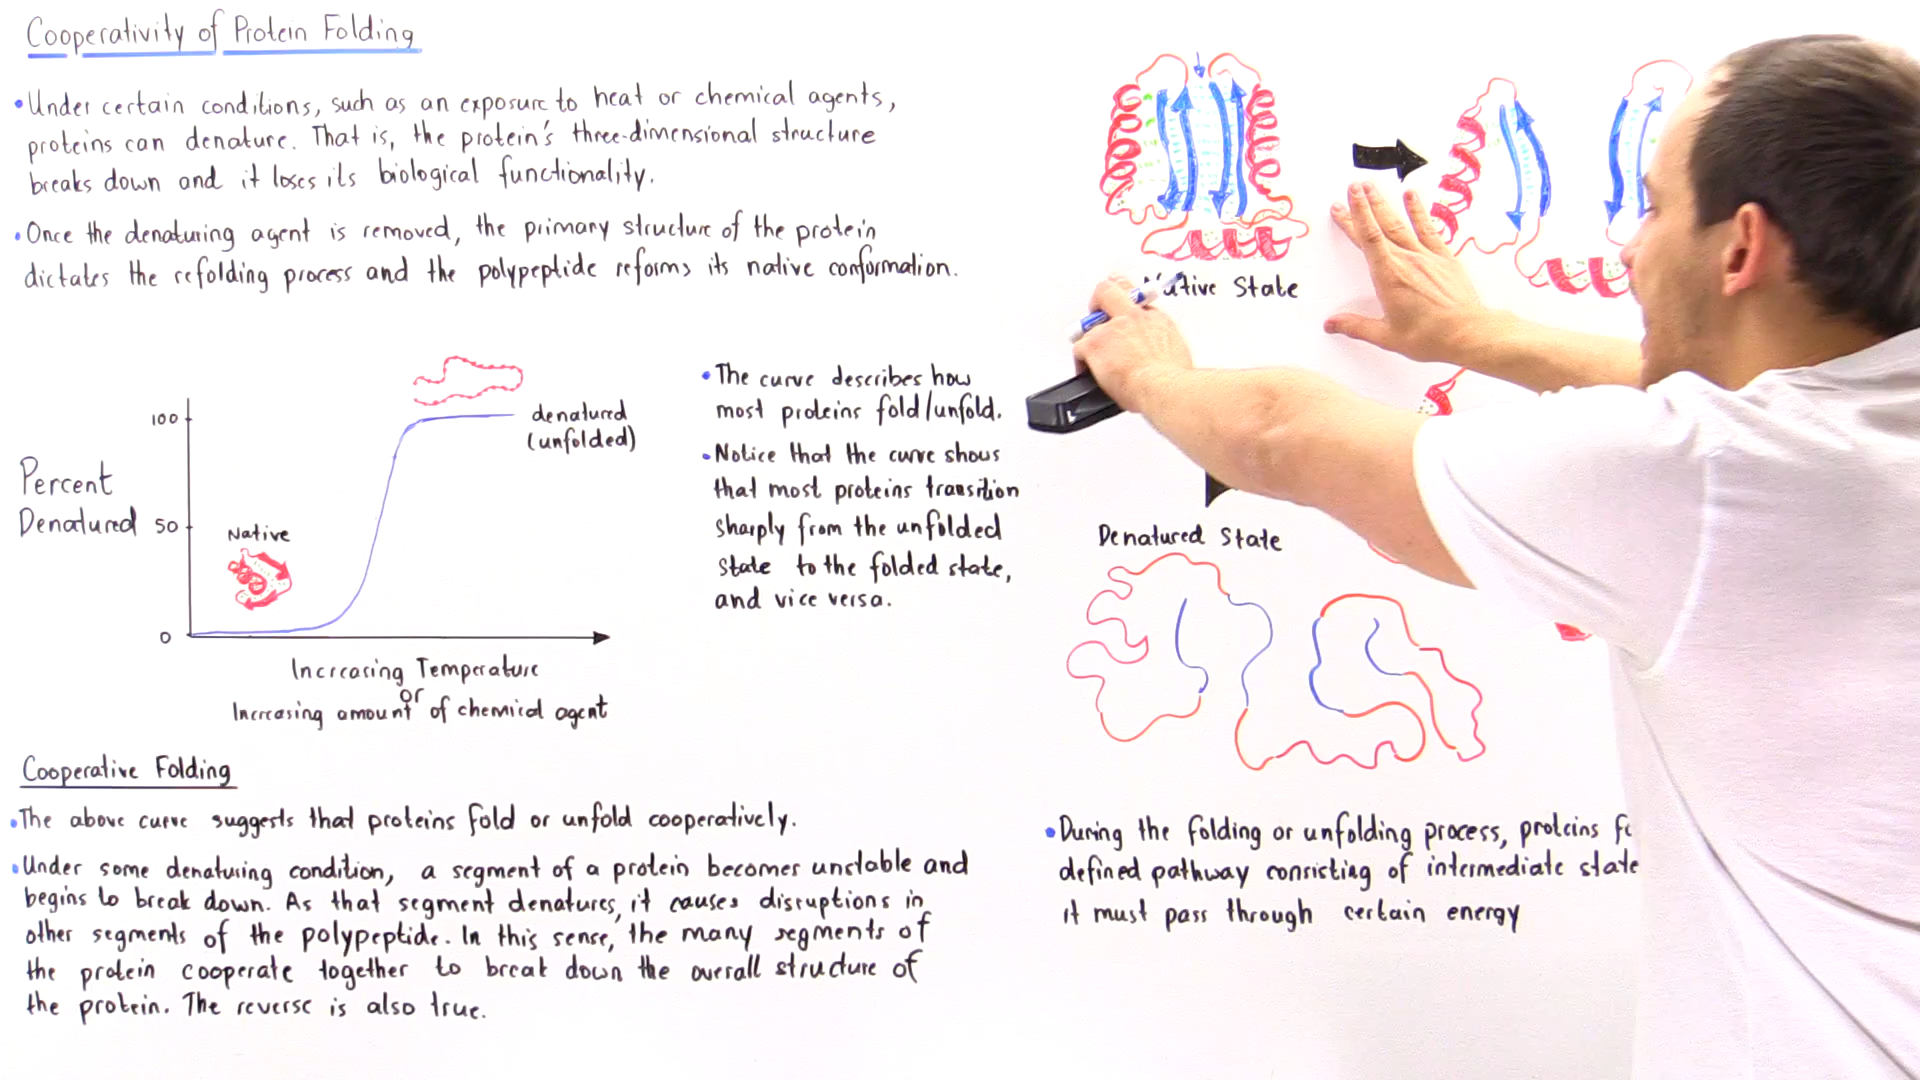 Cooperativity of Protein Folding
• Under certain conditions, such as an exposure to heat or chemical agents,
proteins can denature. That is, the protein's three-dimensional structure
breaks down and it loses its biological functionality.
• Once the denaturing agent is removed, the primary structure of the protein
dictates the refolding process and the polypeptide reforms its native conformation.
Percent
Denatured
100
50
0
Native
denatured
(unfolded)
Increasing Temperature
or
Increasing amount of chemical agent
• The curve describes how
most proteins fold/unfold.
• Notice that the curve shows
that most proteins transition
sharply from the unfolded
state to the folded state,
and vice versa.
Cooperative Folding
• The above curve suggests that proteins fold or unfold cooperatively.
• Under some denaturing condition, a segment of a protein becomes unstable and
begins to break down. As that segment denatures, it causes disruptions in
other segments of the polypeptide. In this sense, the many segments of
the protein cooperate together to break down the overall structure of
the protein. The reverse is also true.
State
Denatured State
• During the folding or unfolding process, proteins
defined pathway consisting of intermediate state
it must pass through certain energy